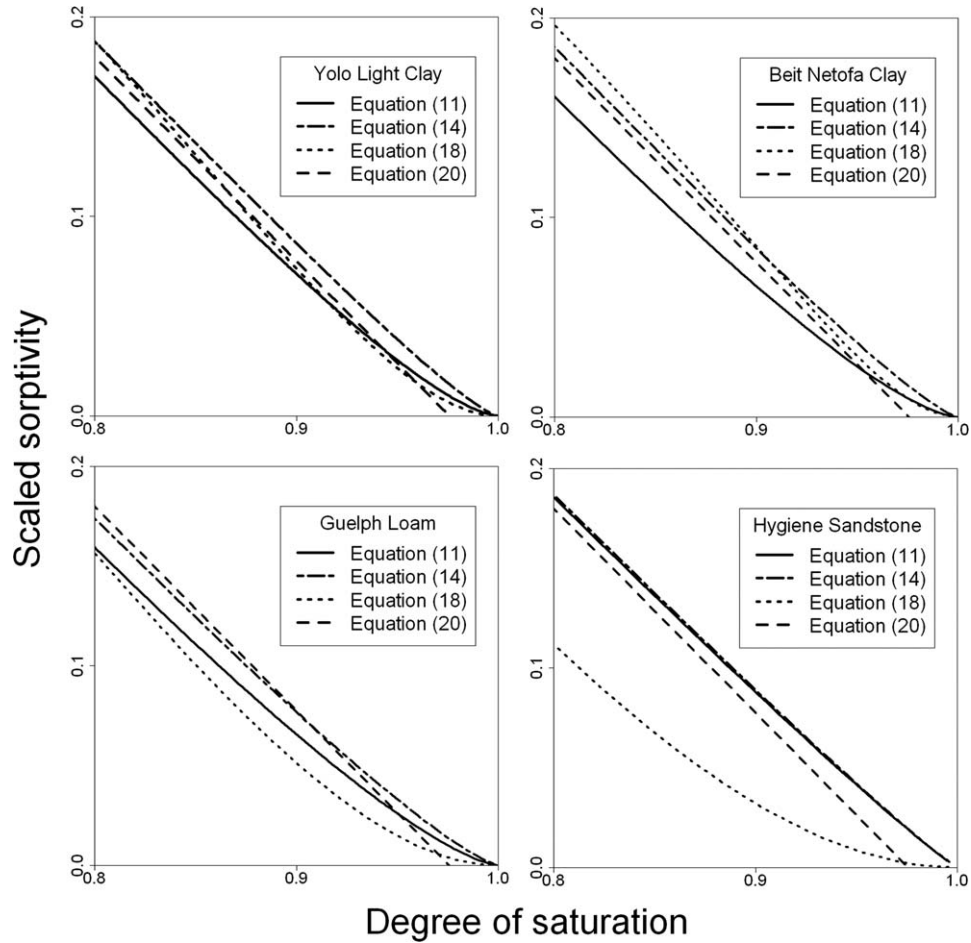 Scaled sorptivity
0.2
0.1
0.0
Yolo Light Clay
Equation (11)
Equation (14)
Equation (18)
Equation (20)
0.8
0.9
1.0
0.2
0.1
0.0
Beit Netofa Clay
Equation (11)
Equation (14)
Equation (18)
Equation (20)
0.8
0.9
1.0
0.2
0.1
0.0
Guelph Loam
Equation (11)
Equation (14)
Equation (18)
Equation (20)
0.8
0.9
1.0
0.2
0.1
0.0
Hygiene Sandstone
Equation (11)
Equation (14)
Equation (18)
Equation (20)
0.8
0.9
1.0
Degree of saturation